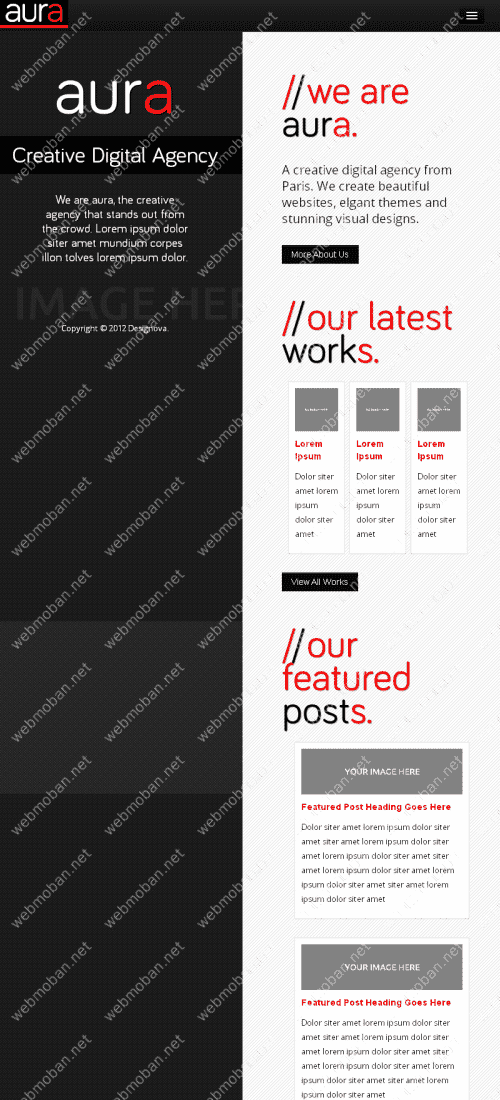 aura
aura
Creative Digital Agency
We are aura, the creative
agency that stands out from
the crowd. Lorem ipsum dolor
siter amet mundium corpes
illon tolves lorem ipsum dolor.
IMAGE HER
Copyright © 2012 Designova.
//we are
aura.
A creative digital agency from
Paris. We create beautiful
websites, elgant themes and
stunning visual designs.
More About Us
//our latest
works.
Lorem
Ipsum
Dolor siter
amet lorem
ipsum
dolor siter
amet
Lorem
Ipsum
Dolor siter
amet lorem
ipsum
dolor siter
amet
Lorem
Ipsum
Dolor siter
amet lorem
ipsum
dolor siter
amet
View All Works
//our
featured
posts.
YOUR IMAGE HERE
Featured Post Heading Goes Here
Dolor siter amet lorem ipsum dolor siter
amet siter amet lorem ipsum dolor siter
amet lorem ipsum dolor siter amet siter
amet lorem ipsum dolor siter amet lorem
ipsum dolor siter amet siter amet lorem
ipsum dolor siter amet
YOUR IMAGE HERE
Featured Post Heading Goes Here
Dolor siter amet lorem ipsum dolor siter
amet siter amet lorem ipsum dolor siter
amet lorem ipsum dolor siter amet siter
amet lorem ipsum dolor siter amet lorem
ipsum dolor siter amet siter amet lorem
ipsum dolor siter amet
webmoban.net